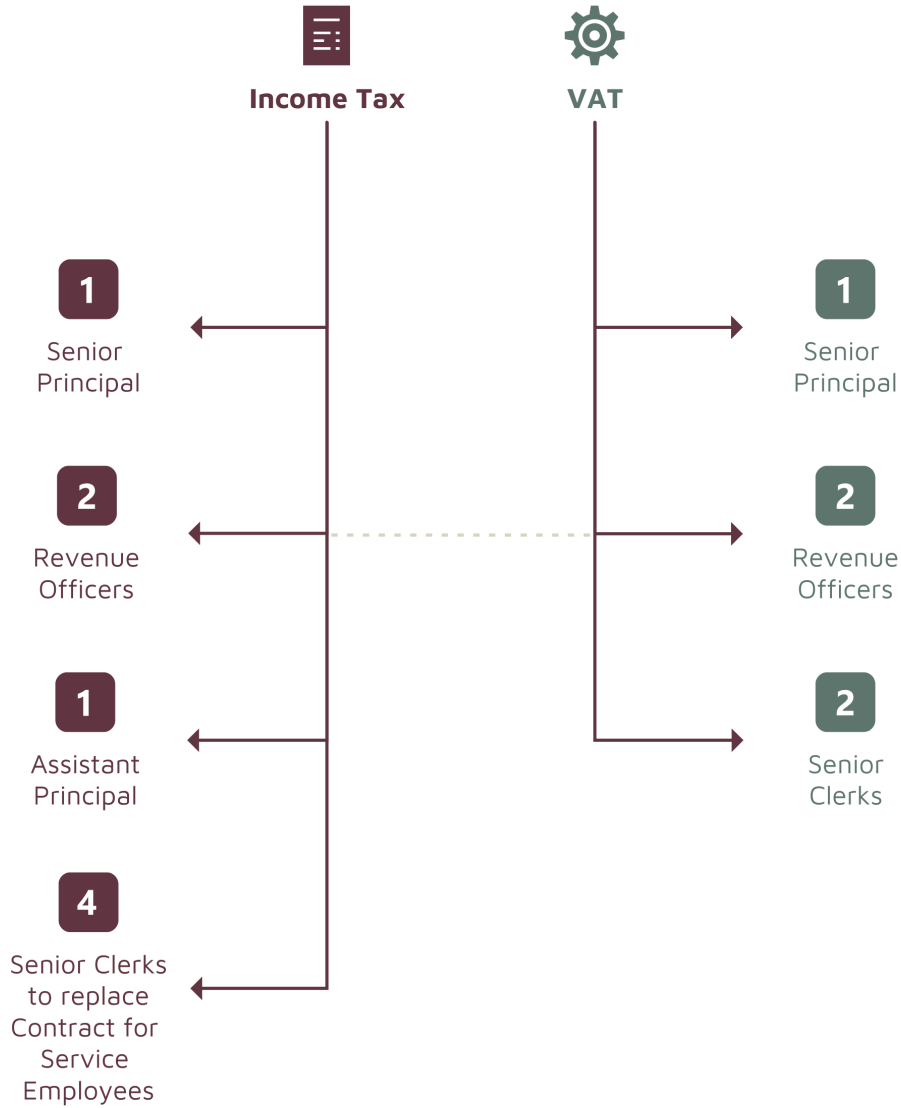 Income Tax
VAT
1
Senior
Principal
1
Senior
Principal
2
Revenue
Officers
2
Revenue
Officers
1
Assistant
Principal
2
Senior
Clerks
4
Senior Clerks
to replace
Contract for
Service
Employees